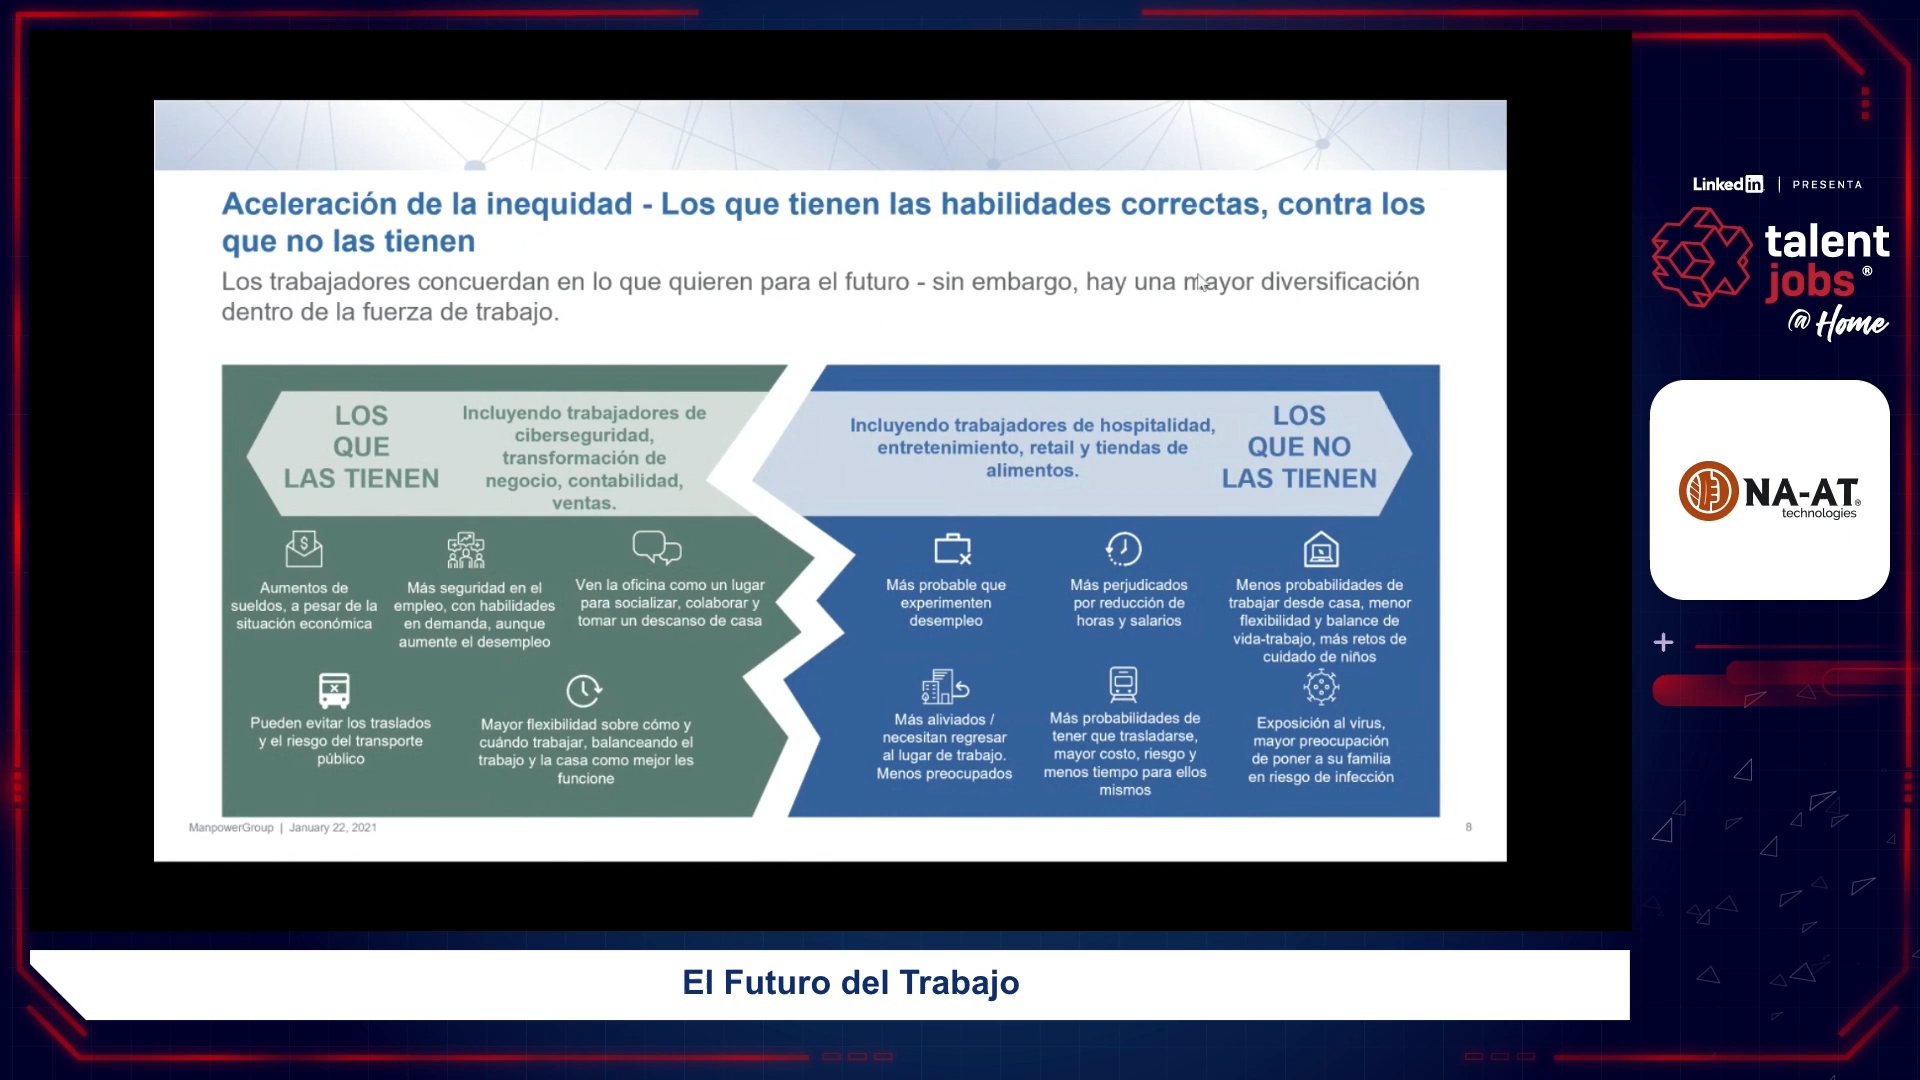 Aceleración de la inequidad - Los que tienen las habilidades correctas, contra los
que no las tienen
Los trabajadores concuerdan en lo que quieren para el futuro - sin embargo, hay una mayor diversificación
dentro de la fuerza de trabajo.
LOS
QUE
LAS TIENEN
Incluyendo trabajadores de
ciberseguridad,
transformación de
negocio, contabilidad,
ventas.
Aumentos de
sueldos, a pesar de la
situación económica
Más seguridad en el
empleo, con habilidades
en demanda, aunque
aumente el desempleo
Ven la oficina como un lugar
para socializar, colaborar y
tomar un descanso de casa
Pueden evitar los traslados
y el riesgo del transporte
público
Mayor flexibilidad sobre cómo y
cuándo trabajar, balanceando el
trabajo y la casa como mejor les
funcione
Incluyendo trabajadores de hospitalidad,
entretenimiento, retail y tiendas de
alimentos.
LOS
QUE NO
LAS TIENEN
Más probable que
experimenten
desempleo
Más perjudicados
por reducción de
horas y salarios
Menos probabilidades de
trabajar desde casa, menor
flexibilidad y balance de
vida-trabajo, más retos de
cuidado de niños
Más aliviados /
necesitan regresar
al lugar de trabajo.
Menos preocupados
Más probabilidades de
tener que trasladarse,
mayor costo, riesgo y
menos tiempo para ellos
mismos
Exposición al virus,
mayor preocupación
de poner a su familia
en riesgo de infección
ManpowerGroup | January 22, 2021
8
LinkedIn | PRESENTA
talent
jobs®
@Home
NA-AT®
technologies
El Futuro del Trabajo